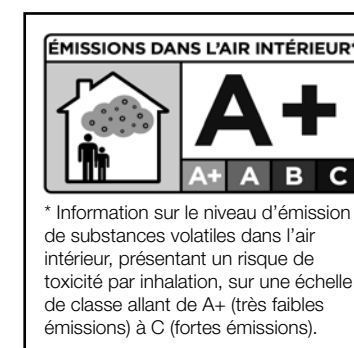 ÉMISSIONS DANS L'AIR INTÉRIEUR*
A+
A+ A B C
* Information sur le niveau d'émission
de substances volatiles dans l'air
intérieur, présentant un risque de
toxicité par inhalation, sur une échelle
de classe allant de A+ (très faibles
émissions) à C (fortes émissions).